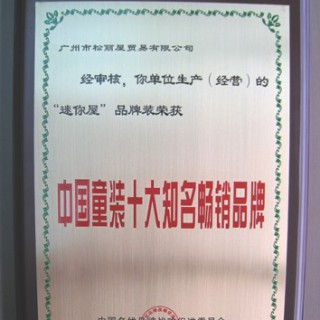 广州市松丽屋贸易有限公司
经审核，你单位生产（经营）的
“迷你屋”品牌装荣获
中国童装十大知名畅销品牌